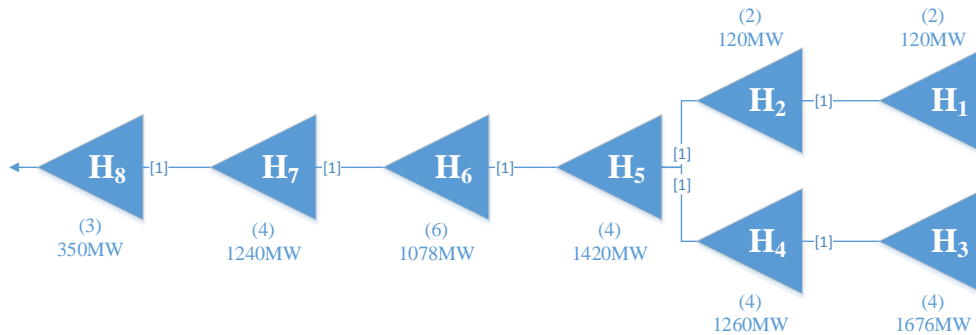 (2)
120MW
(2)
120MW
H₂
[1]
H₁
[1]
H₈
[1]
H₇
[1]
H₆
[1]
H₅
[1]
(3)
350MW
(4)
1240MW
(6)
1078MW
(4)
1420MW
H₄
[1]
H₃
(4)
1260MW
(4)
1676MW